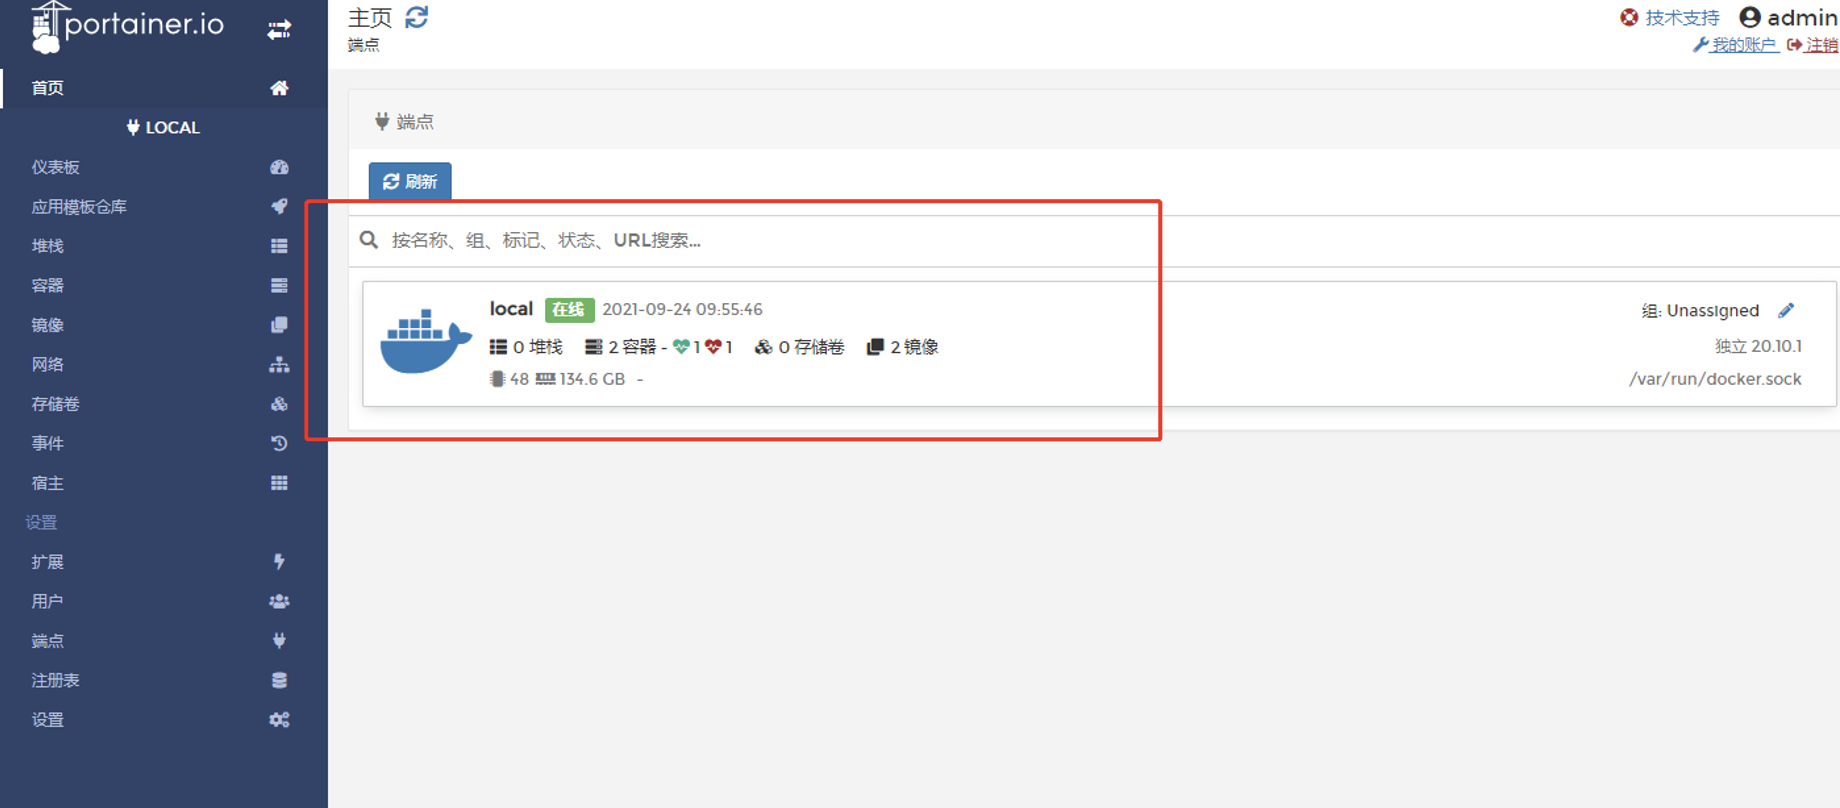 portainer.io
首页
LOCAL
仪表板
应用模板仓库
堆栈
容器
镜像
网络
存储卷
事件
宿主
设置
扩展
用户
端点
注册表
设置
主页
端点
技术支持 admin
我的账户 注销
端点
刷新
按名称、组、标记、状态、URL搜索...
local 在线 2021-09-24 09:55:46
0 堆栈 2 容器 - 1 1 0 存储卷 2 镜像
48 134.6 GB -
组: Unassigned
独立 20.10.1
/var/run/docker.sock